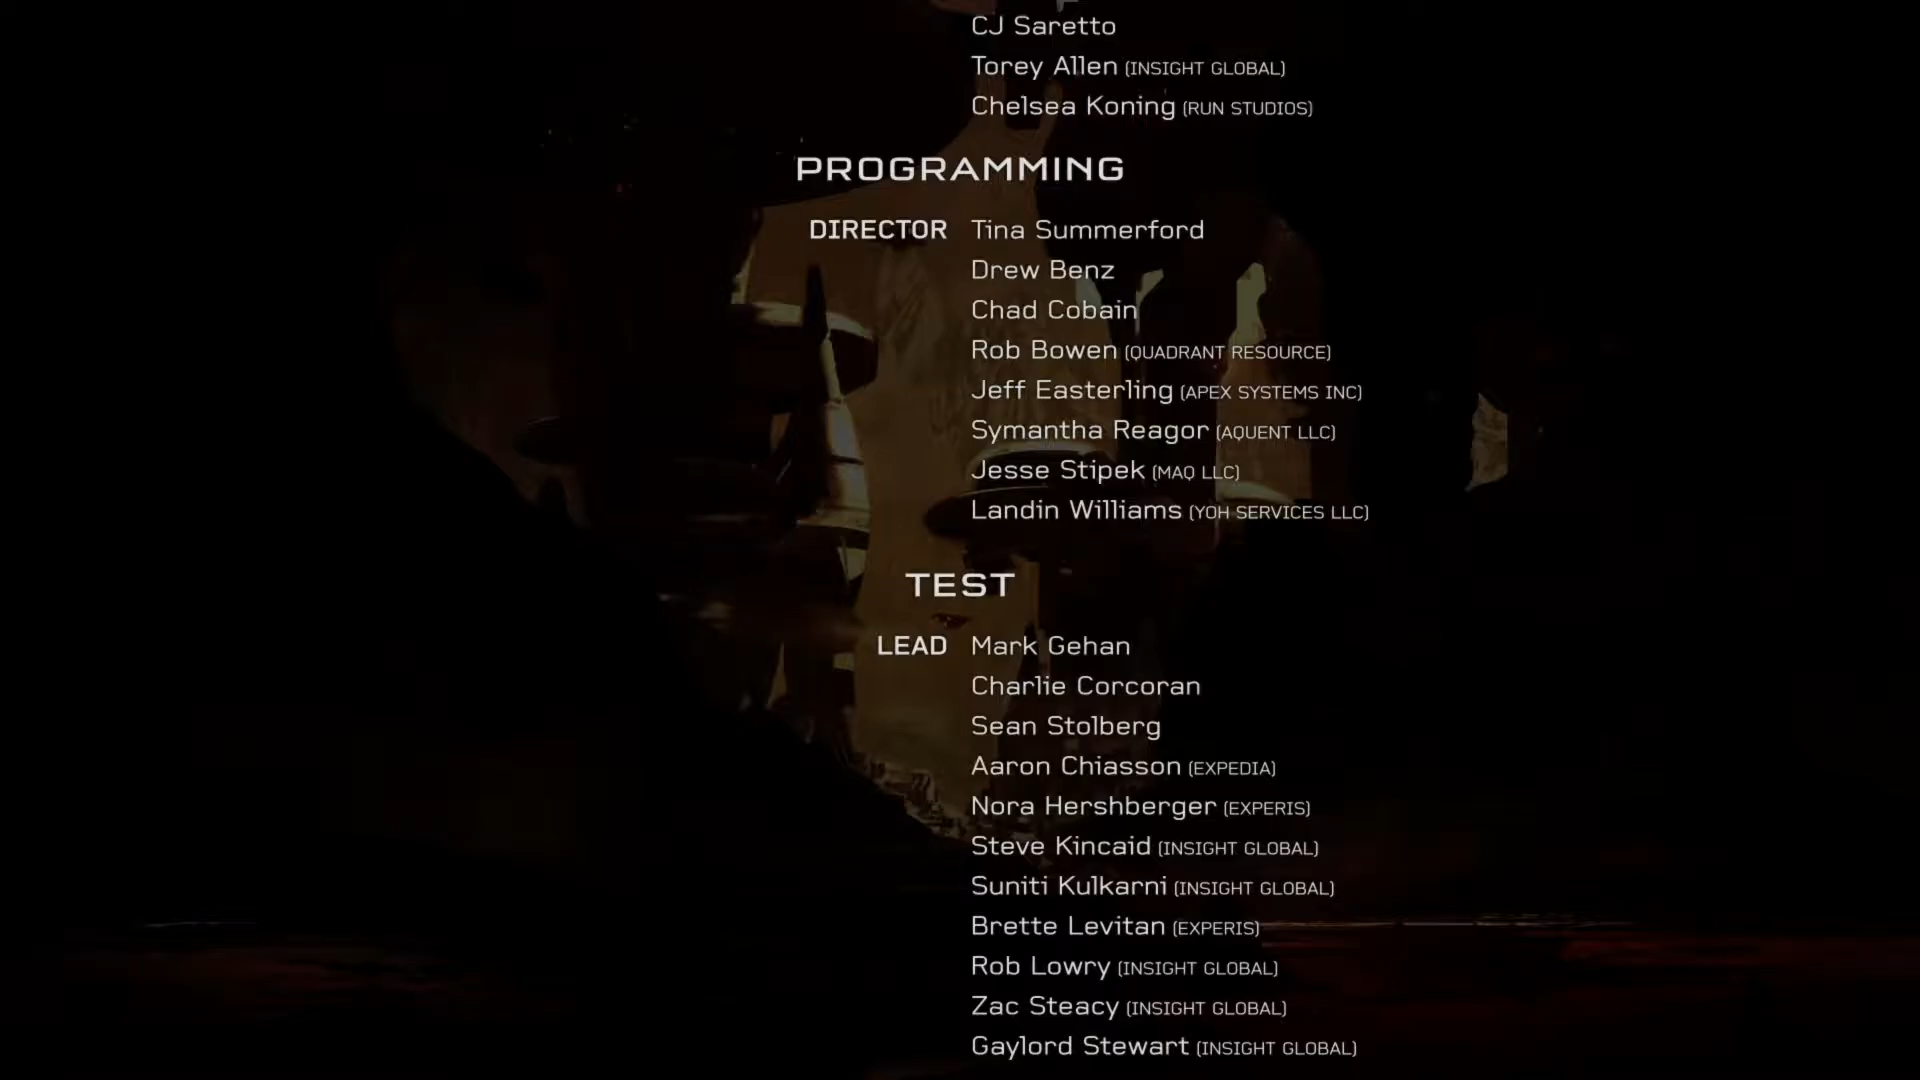 CJ Saretto
Torey Allen (INSIGHT GLOBAL)
Chelsea Koning (RUN STUDIOS)
PROGRAMMING
DIRECTOR Tina Summerford
Drew Benz
Chad Cobain
Rob Bowen (QUADRANT RESOURCE)
Jeff Easterling (APEX SYSTEMS INC)
Symantha Reagor (AQUENT LLC)
Jesse Stipek (MAQ LLC)
Landin Williams (YOH SERVICES LLC)
TEST
LEAD Mark Gehan
Charlie Corcoran
Sean Stolberg
Aaron Chiasson (EXPEDIA)
Nora Hershberger (EXPERIS)
Steve Kincaid (INSIGHT GLOBAL)
Suniti Kulkarni (INSIGHT GLOBAL)
Brette Levitan (EXPERIS)
Rob Lowry (INSIGHT GLOBAL)
Zac Steacy (INSIGHT GLOBAL)
Gaylord Stewart (INSIGHT GLOBAL)